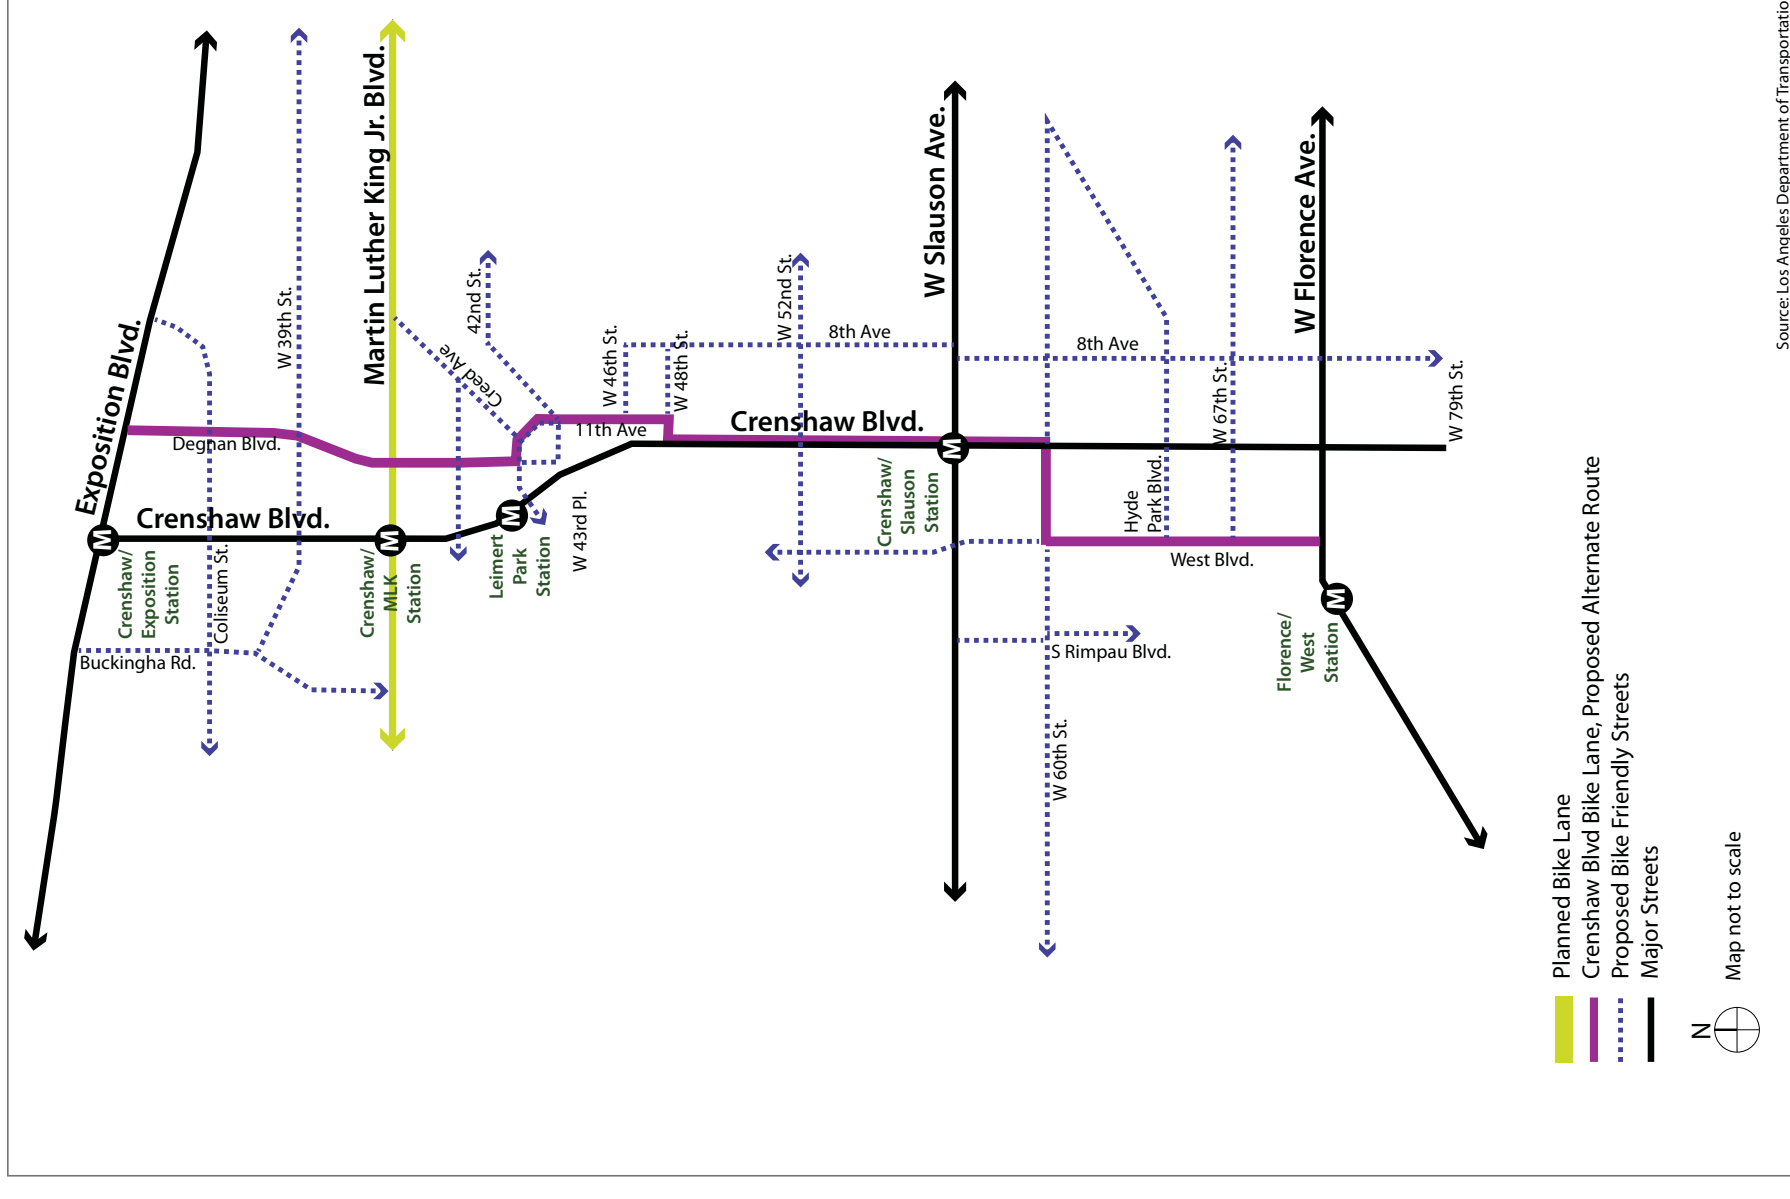 Exposition Blvd.
Degnan Blvd.
Crenshaw Blvd.
M
Crenshaw/
Exposition
Station
Coliseum St.
Buckingha Rd.
W 39th St.
Martin Luther King Jr. Blvd.
M
Crenshaw/
MLK
Station
Creed Ave
42nd St.
M
Leimert
Park
Station
W 43rd Pl.
11th Ave
W 46th St.
W 48th St.
W 52nd St.
8th Ave
Crenshaw Blvd.
W Slauson Ave.
M
Crenshaw/
Slauson
Station
8th Ave
W 60th St.
S Rimpau Blvd.
Hyde
Park Blvd.
West Blvd.
W 67th St.
W Florence Ave.
M
Florence/
West
Station
W 79th St.
Planned Bike Lane
Crenshaw Blvd Bike Lane, Proposed Alternate Route
Proposed Bike Friendly Streets
Major Streets
N
Map not to scale
Source: Los Angeles Department of Transportatio